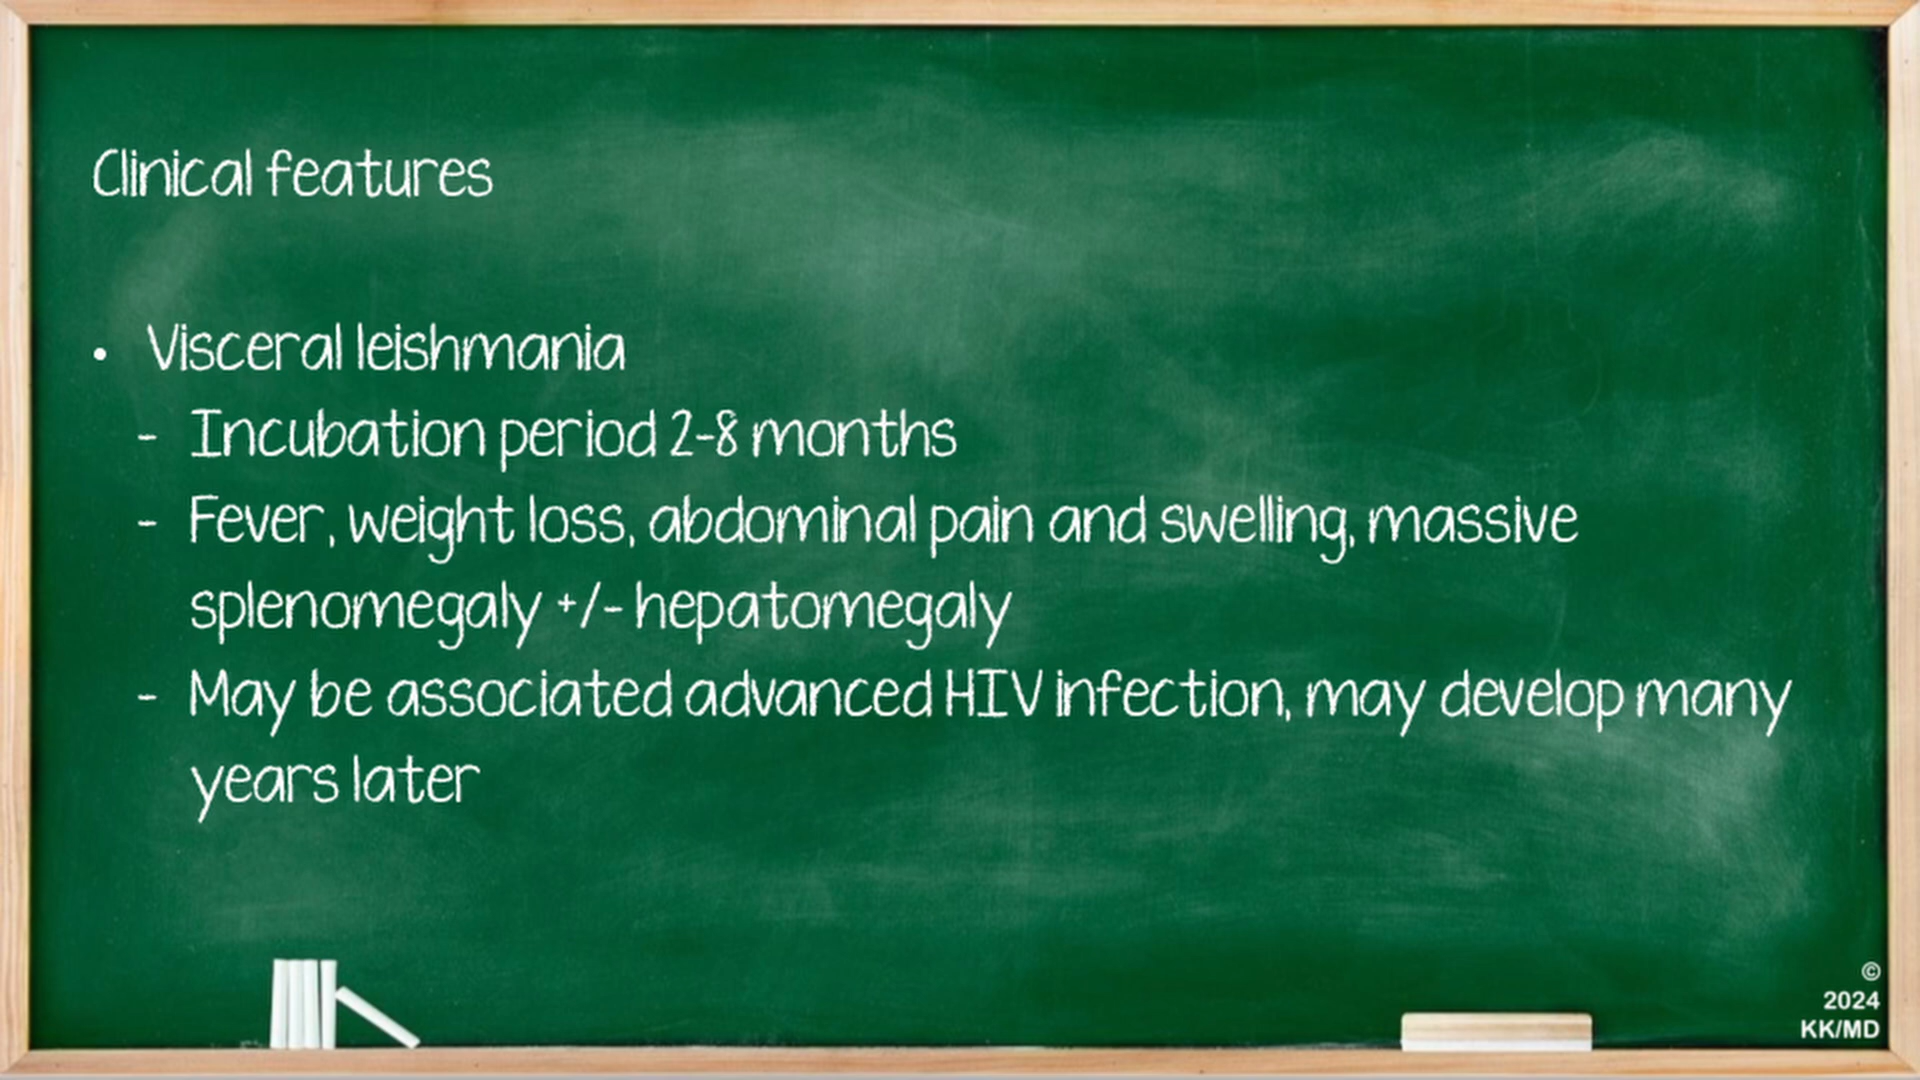 Clinical features
• Visceral leishmania
- Incubation period 2-8 months
- Fever, weight loss, abdominal pain and swelling, massive
splenomegaly +/- hepatomegaly
- May be associated advanced HIV infection, may develop many
years later
©
2024
KK/MD